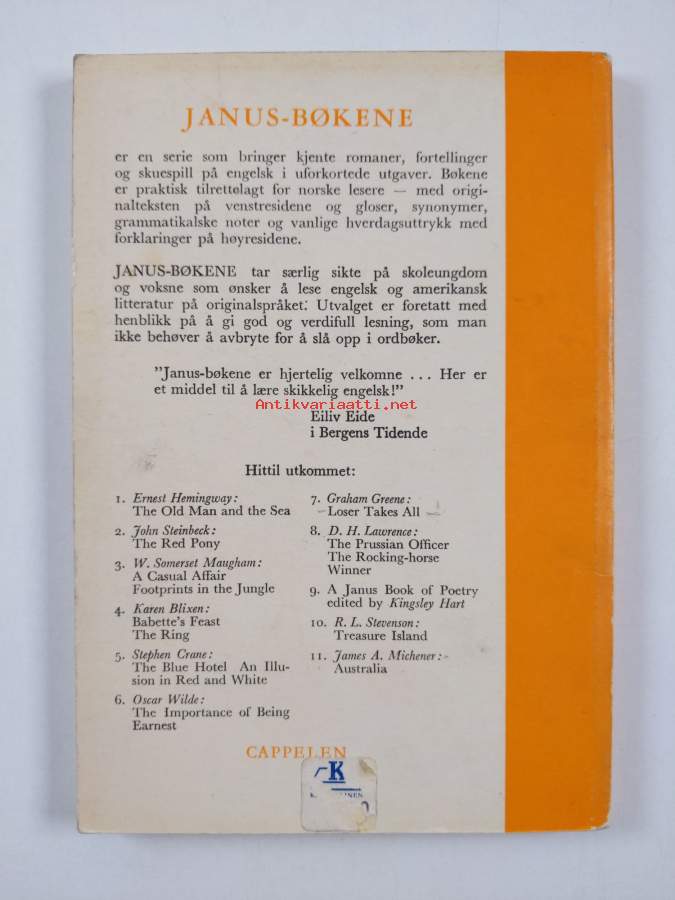 JANUS-BØKENE
er en serie som bringer kjente romaner, fortellinger
og skuespill på engelsk i uforkortede utgaver. Bøkene
er praktisk tilrettelagt for norske lesere — med origi-
nalteksten på venstresidene og gloser, synonymer,
grammatikalske noter og vanlige hverdagsuttrykk med
forklaringer på høyresidene.
JANUS-BØKENE tar særlig sikte på skoleungdom
og voksne som ønsker å lese engelsk og amerikansk
litteratur på originalspråket. Utvalget er foretatt med
henblikk på å gi god og verdifull lesning, som man
ikke behøver å avbryte for å slå opp i ordbøker.
"Janus-bøkene er hjertelig velkomne ... Her er
et middel til å lære skikkelig engelsk!"
Antikvariaatti.net
Eiliv Eide
i Bergens Tidende
Hittil utkommet:
1. Ernest Hemingway:
The Old Man and the Sea
2. John Steinbeck:
The Red Pony
3. W. Somerset Maugham:
A Casual Affair
Footprints in the Jungle
4. Karen Blixen:
Babette's Feast
The Ring
5. Stephen Crane:
The Blue Hotel An Illu-
sion in Red and White
6. Oscar Wilde:
The Importance of Being
Earnest
7. Graham Greene:
Loser Takes All
8. D. H. Lawrence:
The Prussian Officer
The Rocking-horse
Winner
9. A Janus Book of Poetry
edited by Kingsley Hart
10. R. L. Stevenson:
Treasure Island
11. James A. Michener:
Australia
CAPPELEN
K